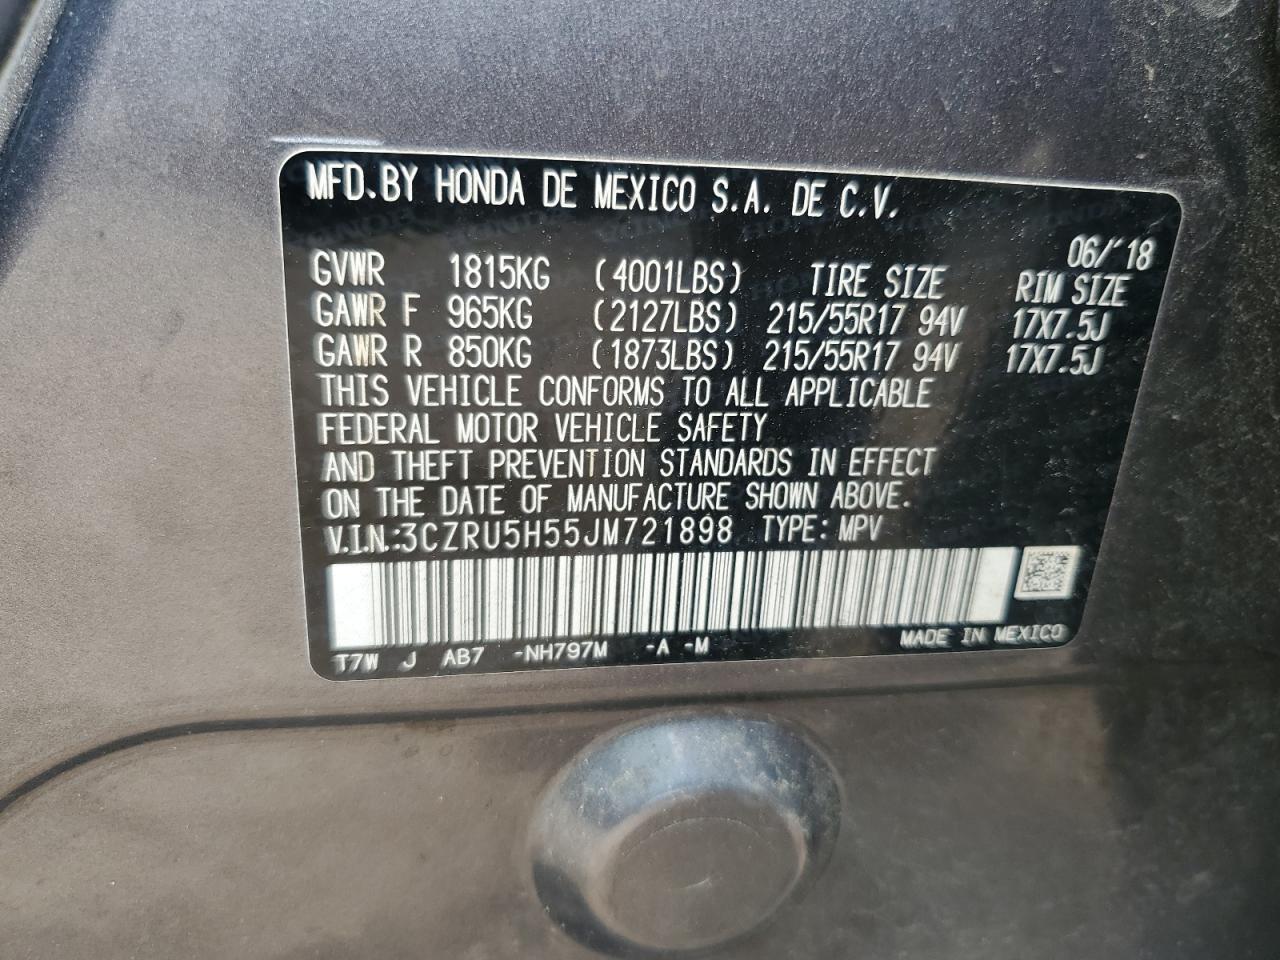 MFD.BY HONDA DE MEXICO S.A. DE C.V.
06/'18
GVWR 1815KG (4001LBS) TIRE SIZE RIM SIZE
GAWR F 965KG (2127LBS) 215/55R17 94V 17X7.5J
GAWR R 850KG (1873LBS) 215/55R17 94V 17X7.5J
THIS VEHICLE CONFORMS TO ALL APPLICABLE
FEDERAL MOTOR VEHICLE SAFETY
AND THEFT PREVENTION STANDARDS IN EFFECT
ON THE DATE OF MANUFACTURE SHOWN ABOVE.
V.I.N.:3CZRU5H55JM721898 TYPE: MPV
MADE IN MEXICO
T7W J AB7 -NH797M -A -M